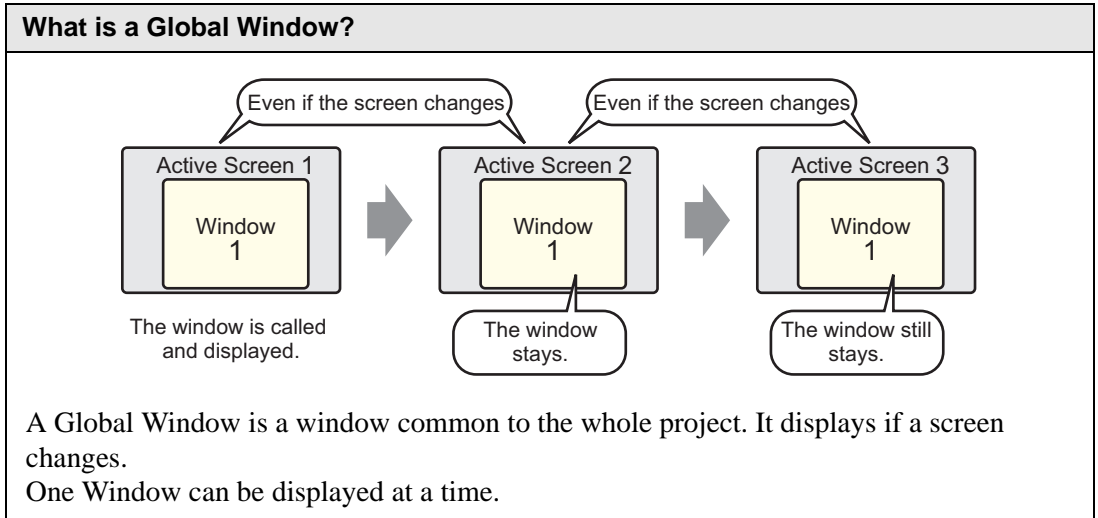 What is a Global Window?
Even if the screen changes
Even if the screen changes
Active Screen 1
Active Screen 2
Active Screen 3
Window
1
Window
1
Window
1
The window is called
and displayed.
The window
stays.
The window still
stays.
A Global Window is a window common to the whole project. It displays if a screen
changes.
One Window can be displayed at a time.